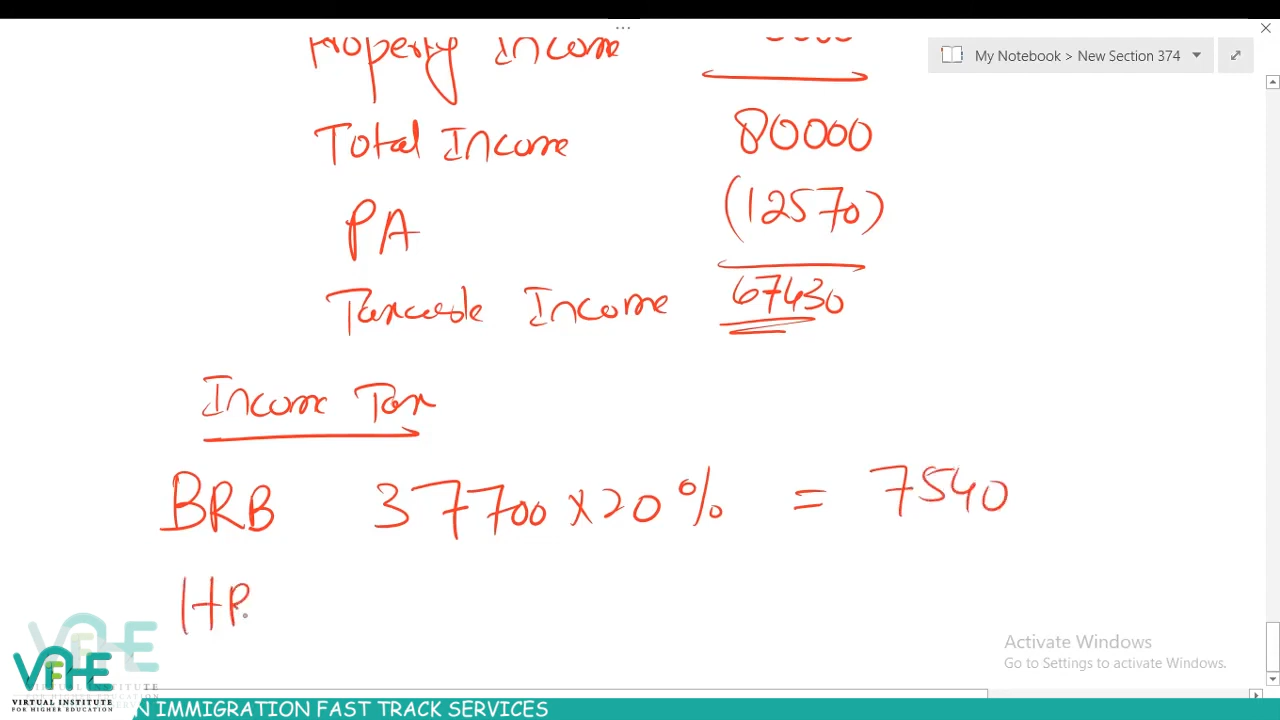 ...
My Notebook > New Section 374
Property Income
Total Income 80000
PA (12570)
Taxable Income 67430
Income Tax
BRB 37700 x 20% = 7540
HR
Activate Windows
Go to Settings to activate Windows.
VIHE
VIRTUAL INSTITUTE
FOR HIGHER EDUCATION
N IMMIGRATION FAST TRACK SERVICES